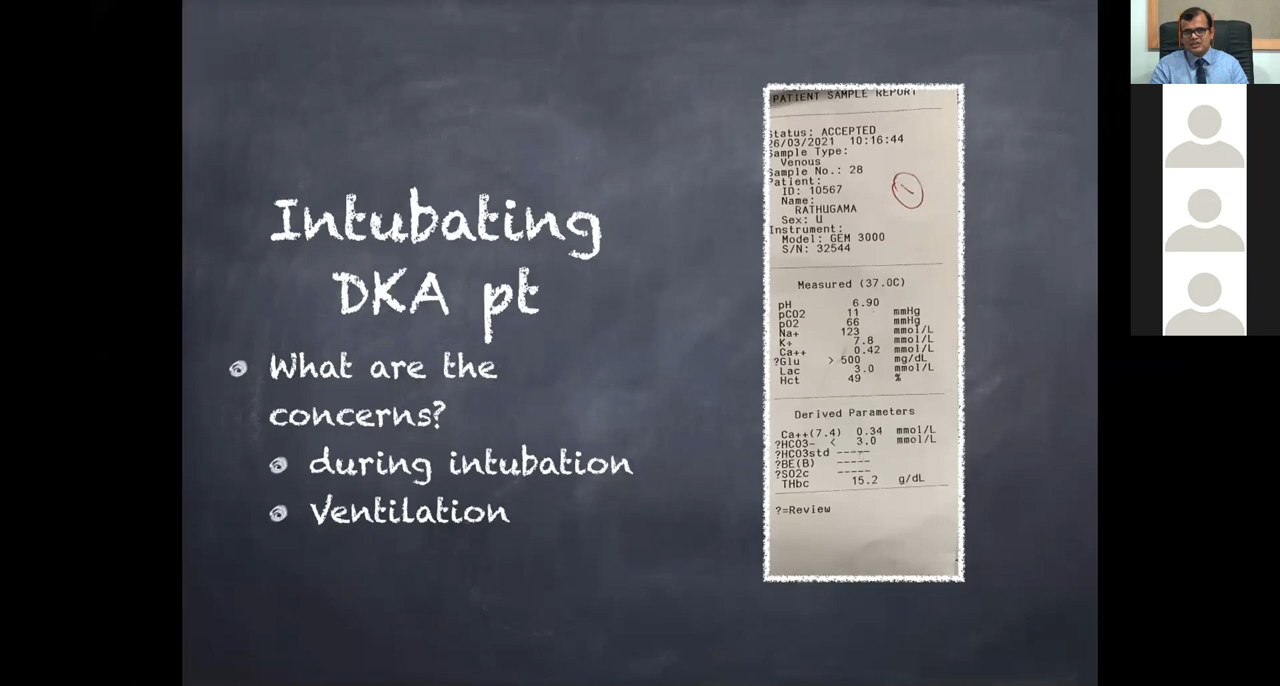 Intubating
DKA pt
What are the
concerns?
during intubation
Ventilation
PATIENT SAMPLE REPORT
Status: ACCEPTED
26/03/2021 10:16:44
Sample Type:
Venous
Sample No.: 28
Patient:
ID: 10567
Name:
RATHUGAMA
Sex: U
Instrument:
Model: GEM 3000
S/N: 32544
Measured (37.0C)
pH 6.90
pCO2 11 mmHg
pO2 66 mmHg
Na+ 123 mmol/L
K+ 7.8 mmol/L
Ca++ 0.42 mmol/L
?Glu > 500 mg/dL
Lac 3.0 mmol/L
Hct 49 %
Derived Parameters
Ca++(7.4) 0.34 mmol/L
?HCO3- < 3.0 mmol/L
?HCO3std -----
?BE(B) -----
?SO2c -----
THbc 15.2 g/dL
?=Review